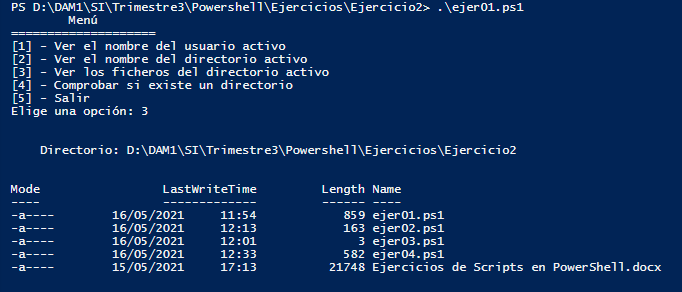 PS D:\DAM1\SI\Trimestre3\Powershell\Ejercicios\Ejercicio2> .\ejer01.ps1
Menú
====================
[1] - Ver el nombre del usuario activo
[2] - Ver el nombre del directorio activo
[3] - Ver los ficheros del directorio activo
[4] - Comprobar si existe un directorio
[5] - Salir
Elige una opción: 3
Directorio: D:\DAM1\SI\Trimestre3\Powershell\Ejercicios\Ejercicio2
Mode LastWriteTime Length Name
---- ------------- ------ ----
-a---- 16/05/2021 11:54 859 ejer01.ps1
-a---- 16/05/2021 12:13 163 ejer02.ps1
-a---- 16/05/2021 12:01 3 ejer03.ps1
-a---- 16/05/2021 12:33 582 ejer04.ps1
-a---- 15/05/2021 17:13 21748 Ejercicios de Scripts en PowerShell.docx